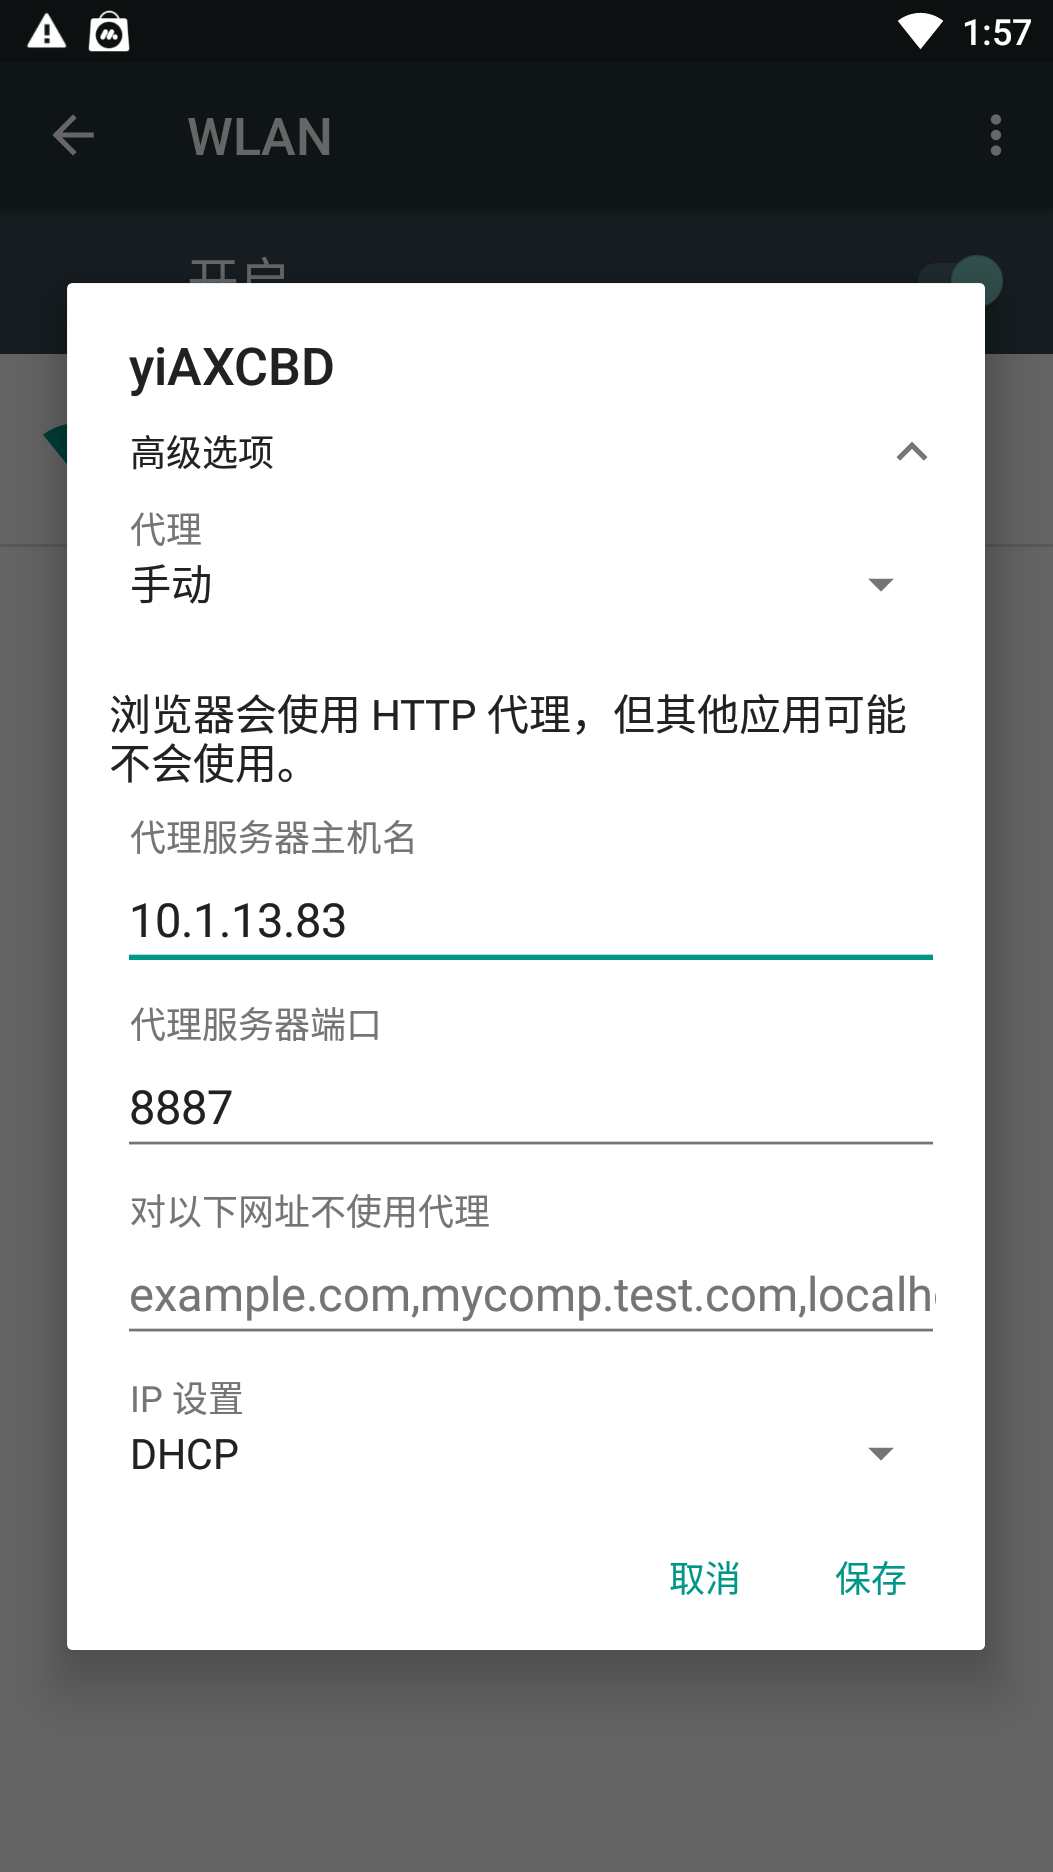 1:57
WLAN
开启
yiAXCBD
高级选项
代理
手动
浏览器会使用 HTTP 代理，但其他应用可能
不会使用。
代理服务器主机名
10.1.13.83
代理服务器端口
8887
对以下网址不使用代理
example.com,mycomp.test.com,localh
IP 设置
DHCP
取消
保存